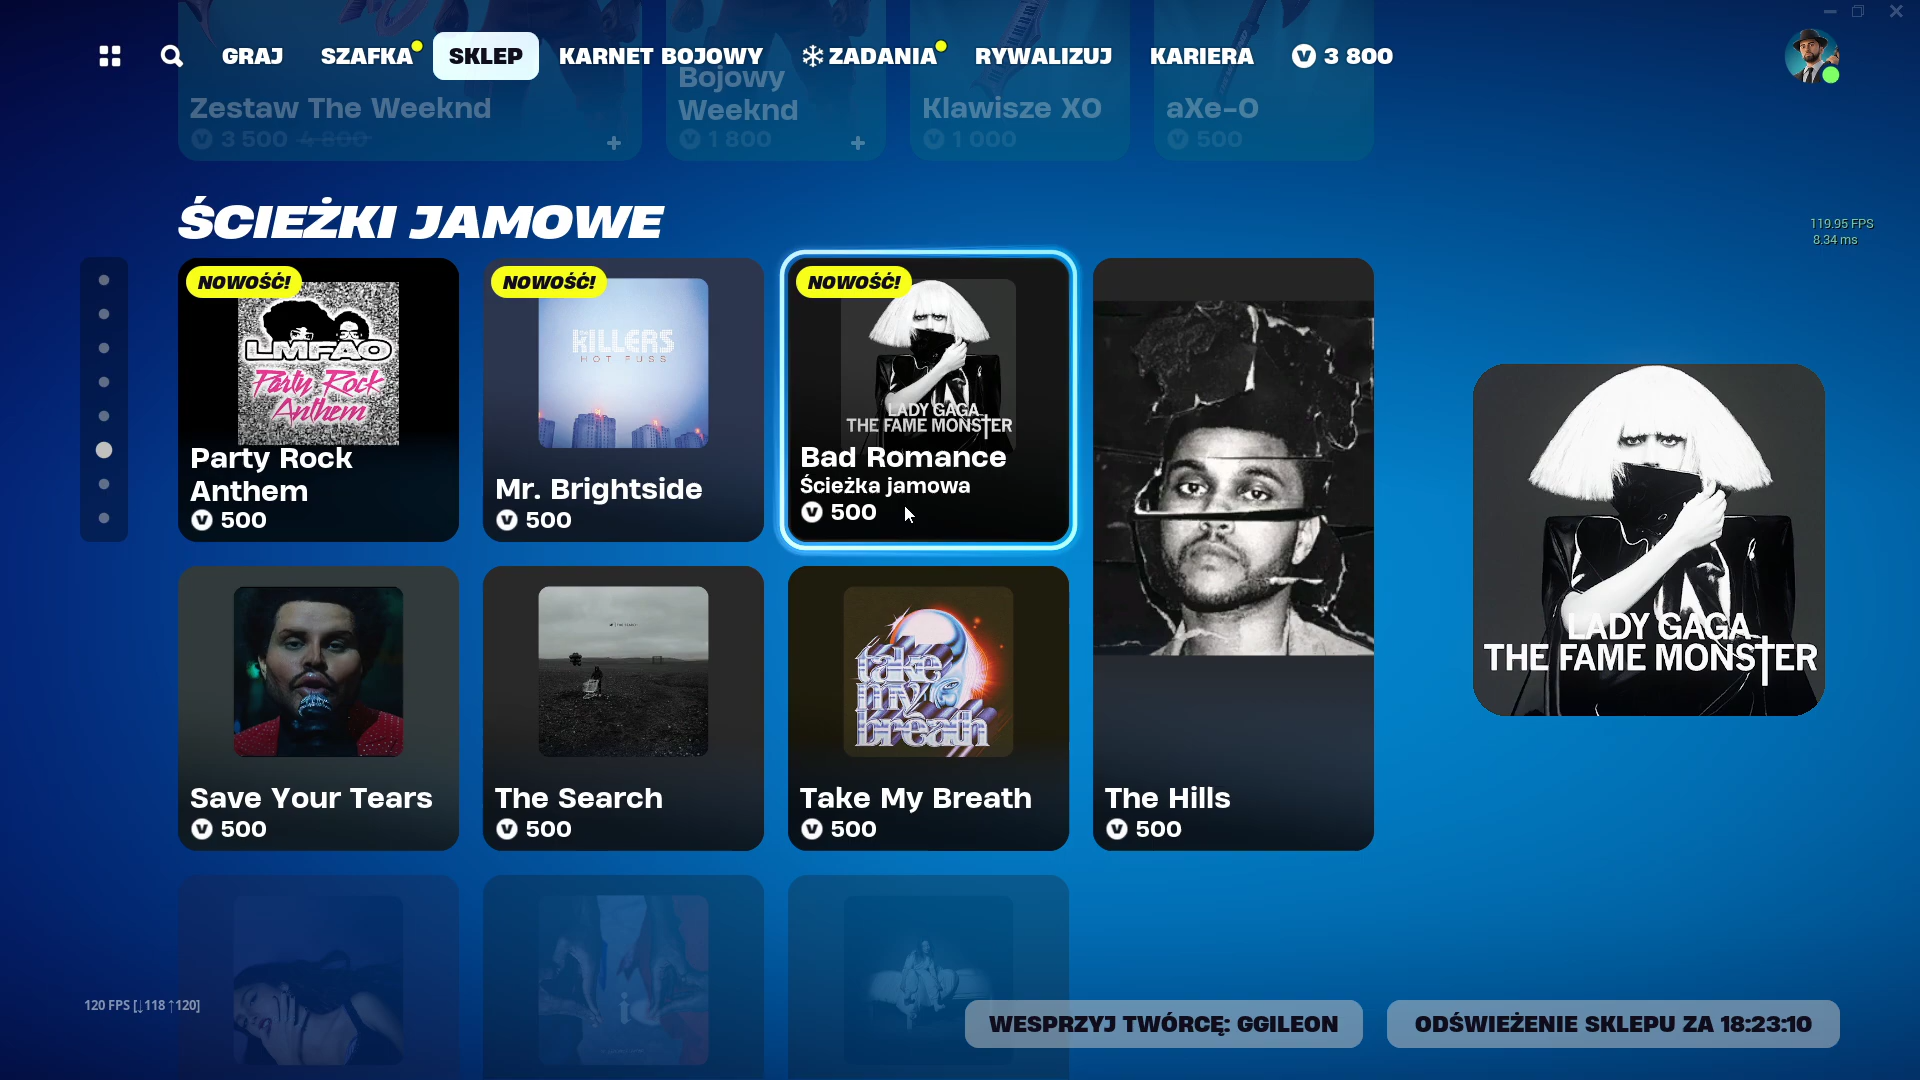 GRAJ
SZAFKA
SKLEP
KARNET BOJOWY
ZADANIA
RYWALIZUJ
KARIERA
3 800
Zestaw The Weeknd
3 500 4 800
Bojowy
Weeknd
1 800
Klawisze XO
1 000
aXe-O
500
ŚCIEŻKI JAMOWE
119.95 FPS
8.34 ms
NOWOŚĆ!
LMFAO
Party Rock
Anthem
Party Rock
Anthem
500
NOWOŚĆ!
THE KILLERS
HOT FUSS
Mr. Brightside
500
NOWOŚĆ!
LADY GAGA
THE FAME MONSTER
Bad Romance
Ścieżka jamowa
500
LADY GAGA
THE FAME MONSTER
Save Your Tears
500
THE SEARCH
The Search
500
take
my
breath
Take My Breath
500
The Hills
500
120 FPS [↓118 ↑120]
WESPRZYJ TWÓRCĘ: GGILEON
ODŚWIEŻENIE SKLEPU ZA 18:23:10